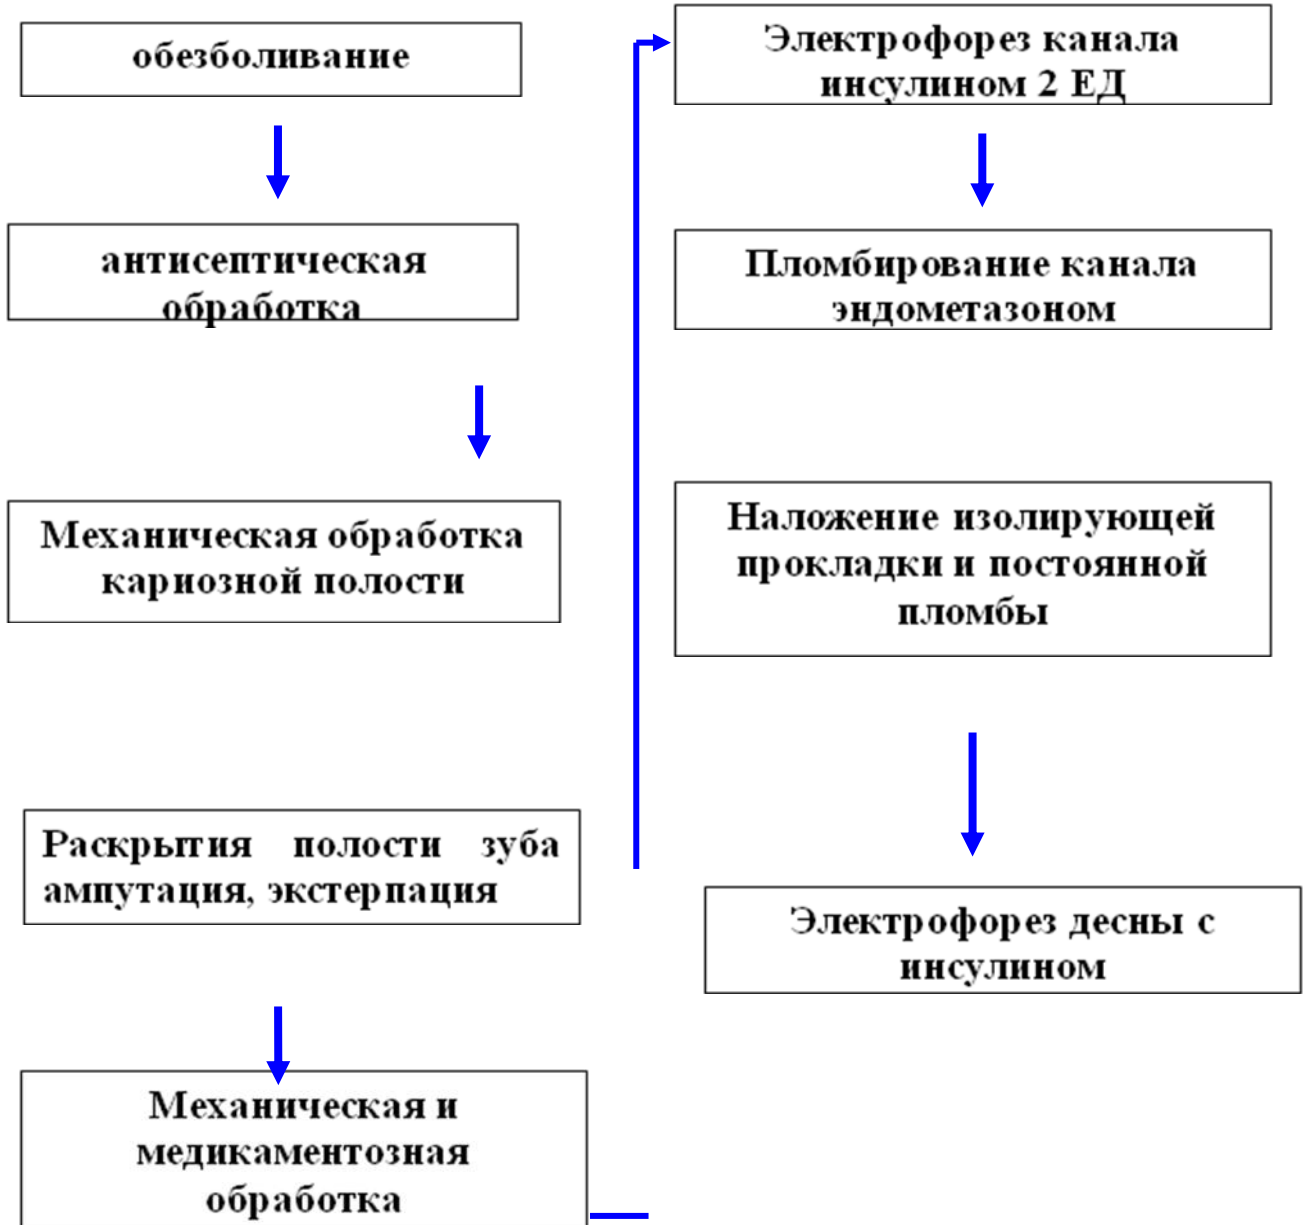 обезболивание
антисептическая
обработка
Механическая обработка
кариозной полости
Раскрытия полости зуба
ампутация, экстерпация
Механическая и
медикаментозная
обработка
Электрофорез канала
инсулином 2 ЕД
Пломбирование канала
эндометазоном
Наложение изолирующей
прокладки и постоянной
пломбы
Электрофорез десны с
инсулином